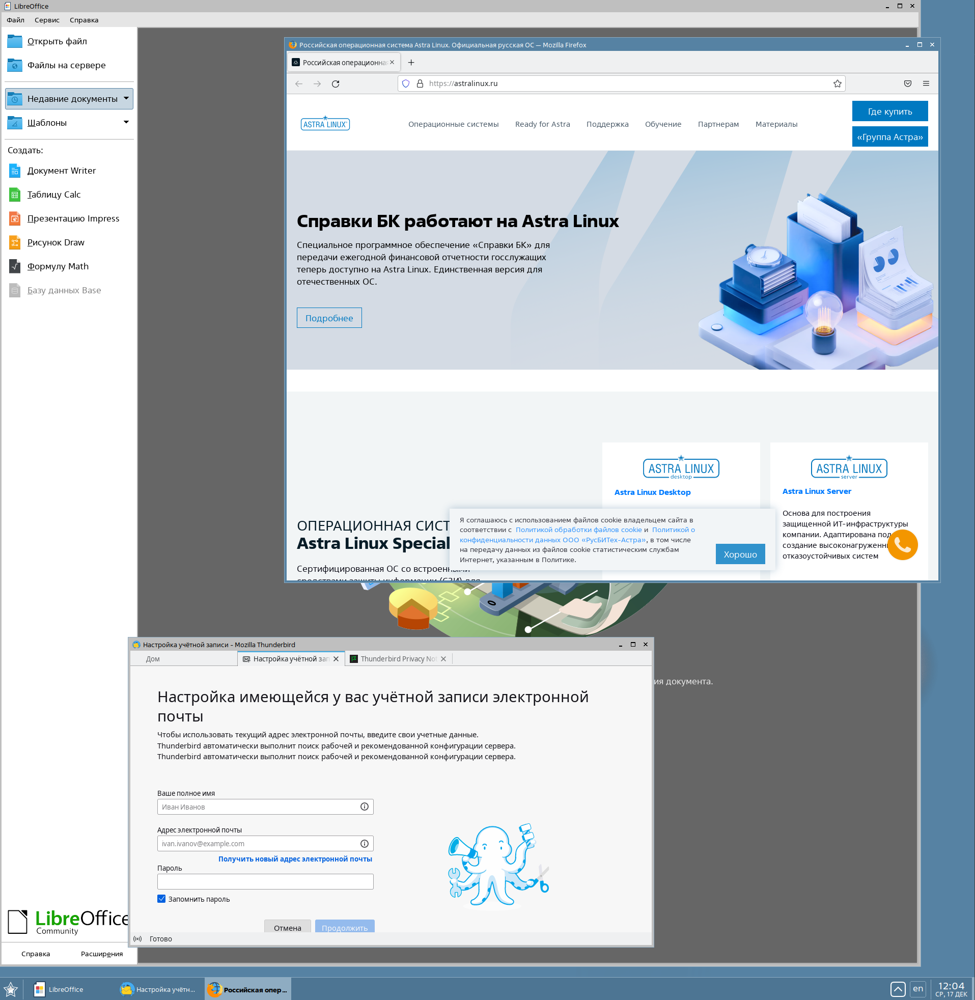 LibreOffice
Файл Сервис Справка
Открыть файл
Файлы на сервере
Недавние документы
Шаблоны
Создать:
Документ Writer
Таблицу Calc
Презентацию Impress
Рисунок Draw
Формулу Math
Базу данных Base
LibreOffice
Community
Справка Расширения
Российская операционная система Astra Linux. Официальная русская ОС — Mozilla Firefox
Российская операционная
https://astralinux.ru
ASTRA LINUX
Операционные системы Ready for Astra Поддержка Обучение Партнерам Материалы
Где купить
«Группа Астра»
Справки БК работают на Astra Linux
Специальное программное обеспечение «Справки БК» для
передачи ежегодной финансовой отчетности госслужащих
теперь доступно на Astra Linux. Единственная версия для
отечественных ОС.
Подробнее
ОПЕРАЦИОННАЯ СИСТ
Astra Linux Special
Сертифицированная ОС со встроенными
средствами защиты информации (СЗИ) для
ASTRA LINUX
desktop
Astra Linux Desktop
ASTRA LINUX
server
Astra Linux Server
Основа для построения
защищенной ИТ-инфраструктуры
компании. Адаптирована под
создание высоконагруженн
отказоустойчивых систем
Я соглашаюсь с использованием файлов cookie владельцем сайта в
соответствии с Политикой обработки файлов cookie и Политикой о
конфиденциальности данных ООО «РусБИТех-Астра», в том числе
на передачу данных из файлов cookie статистическим службам
Интернет, указанным в Политике.
Хорошо
ия документа.
Настройка учётной записи - Mozilla Thunderbird
Дом Настройка учётной зап Thunderbird Privacy Not
Настройка имеющейся у вас учётной записи электронной
почты
Чтобы использовать текущий адрес электронной почты, введите свои учетные данные.
Thunderbird автоматически выполнит поиск рабочей и рекомендованной конфигурации сервера.
Thunderbird автоматически выполнит поиск рабочей и рекомендованной конфигурации сервера.
Ваше полное имя
Иван Иванов
Адрес электронной почты
ivan.ivanov@example.com
Получить новый адрес электронной почты
Пароль
Запомнить пароль
Отмена Продолжить
Готово
LibreOffice Настройка учётн... Российская опер ...
en
12:04
СР, 17 ДЕК